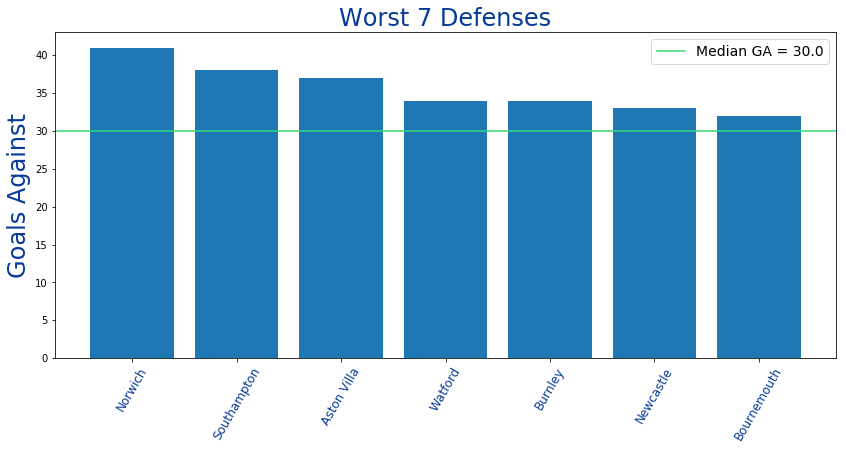 Worst 7 Defenses
Median GA = 30.0
Goals Against
40
35
30
25
20
15
10
5
0
Norwich
Southampton
Aston Villa
Watford
Burnley
Newcastle
Bournemouth